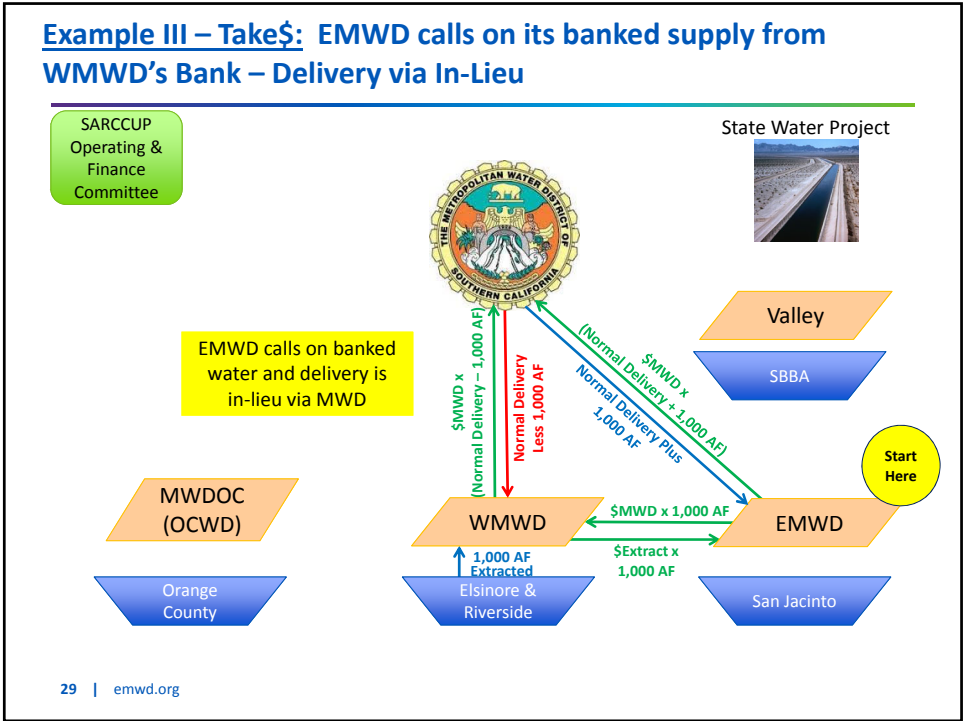 Example III – Take$: EMWD calls on its banked supply from
WMWD's Bank – Delivery via In-Lieu
SARCCUP
Operating &
Finance
Committee
State Water Project
THE METROPOLITAN WATER DISTRICT OF
SOUTHERN CALIFORNIA
EMWD calls on banked
water and delivery is
in-lieu via MWD
$MWD x
(Normal Delivery – 1,000 AF)
Normal Delivery
Less 1,000 AF
$MWD x
(Normal Delivery + 1,000 AF)
Normal Delivery Plus
1,000 AF
Valley
SBBA
Start
Here
MWDOC
(OCWD)
WMWD
$MWD x 1,000 AF
EMWD
$Extract x
1,000 AF
1,000 AF
Extracted
Orange
County
Elsinore &
Riverside
San Jacinto
29 | emwd.org